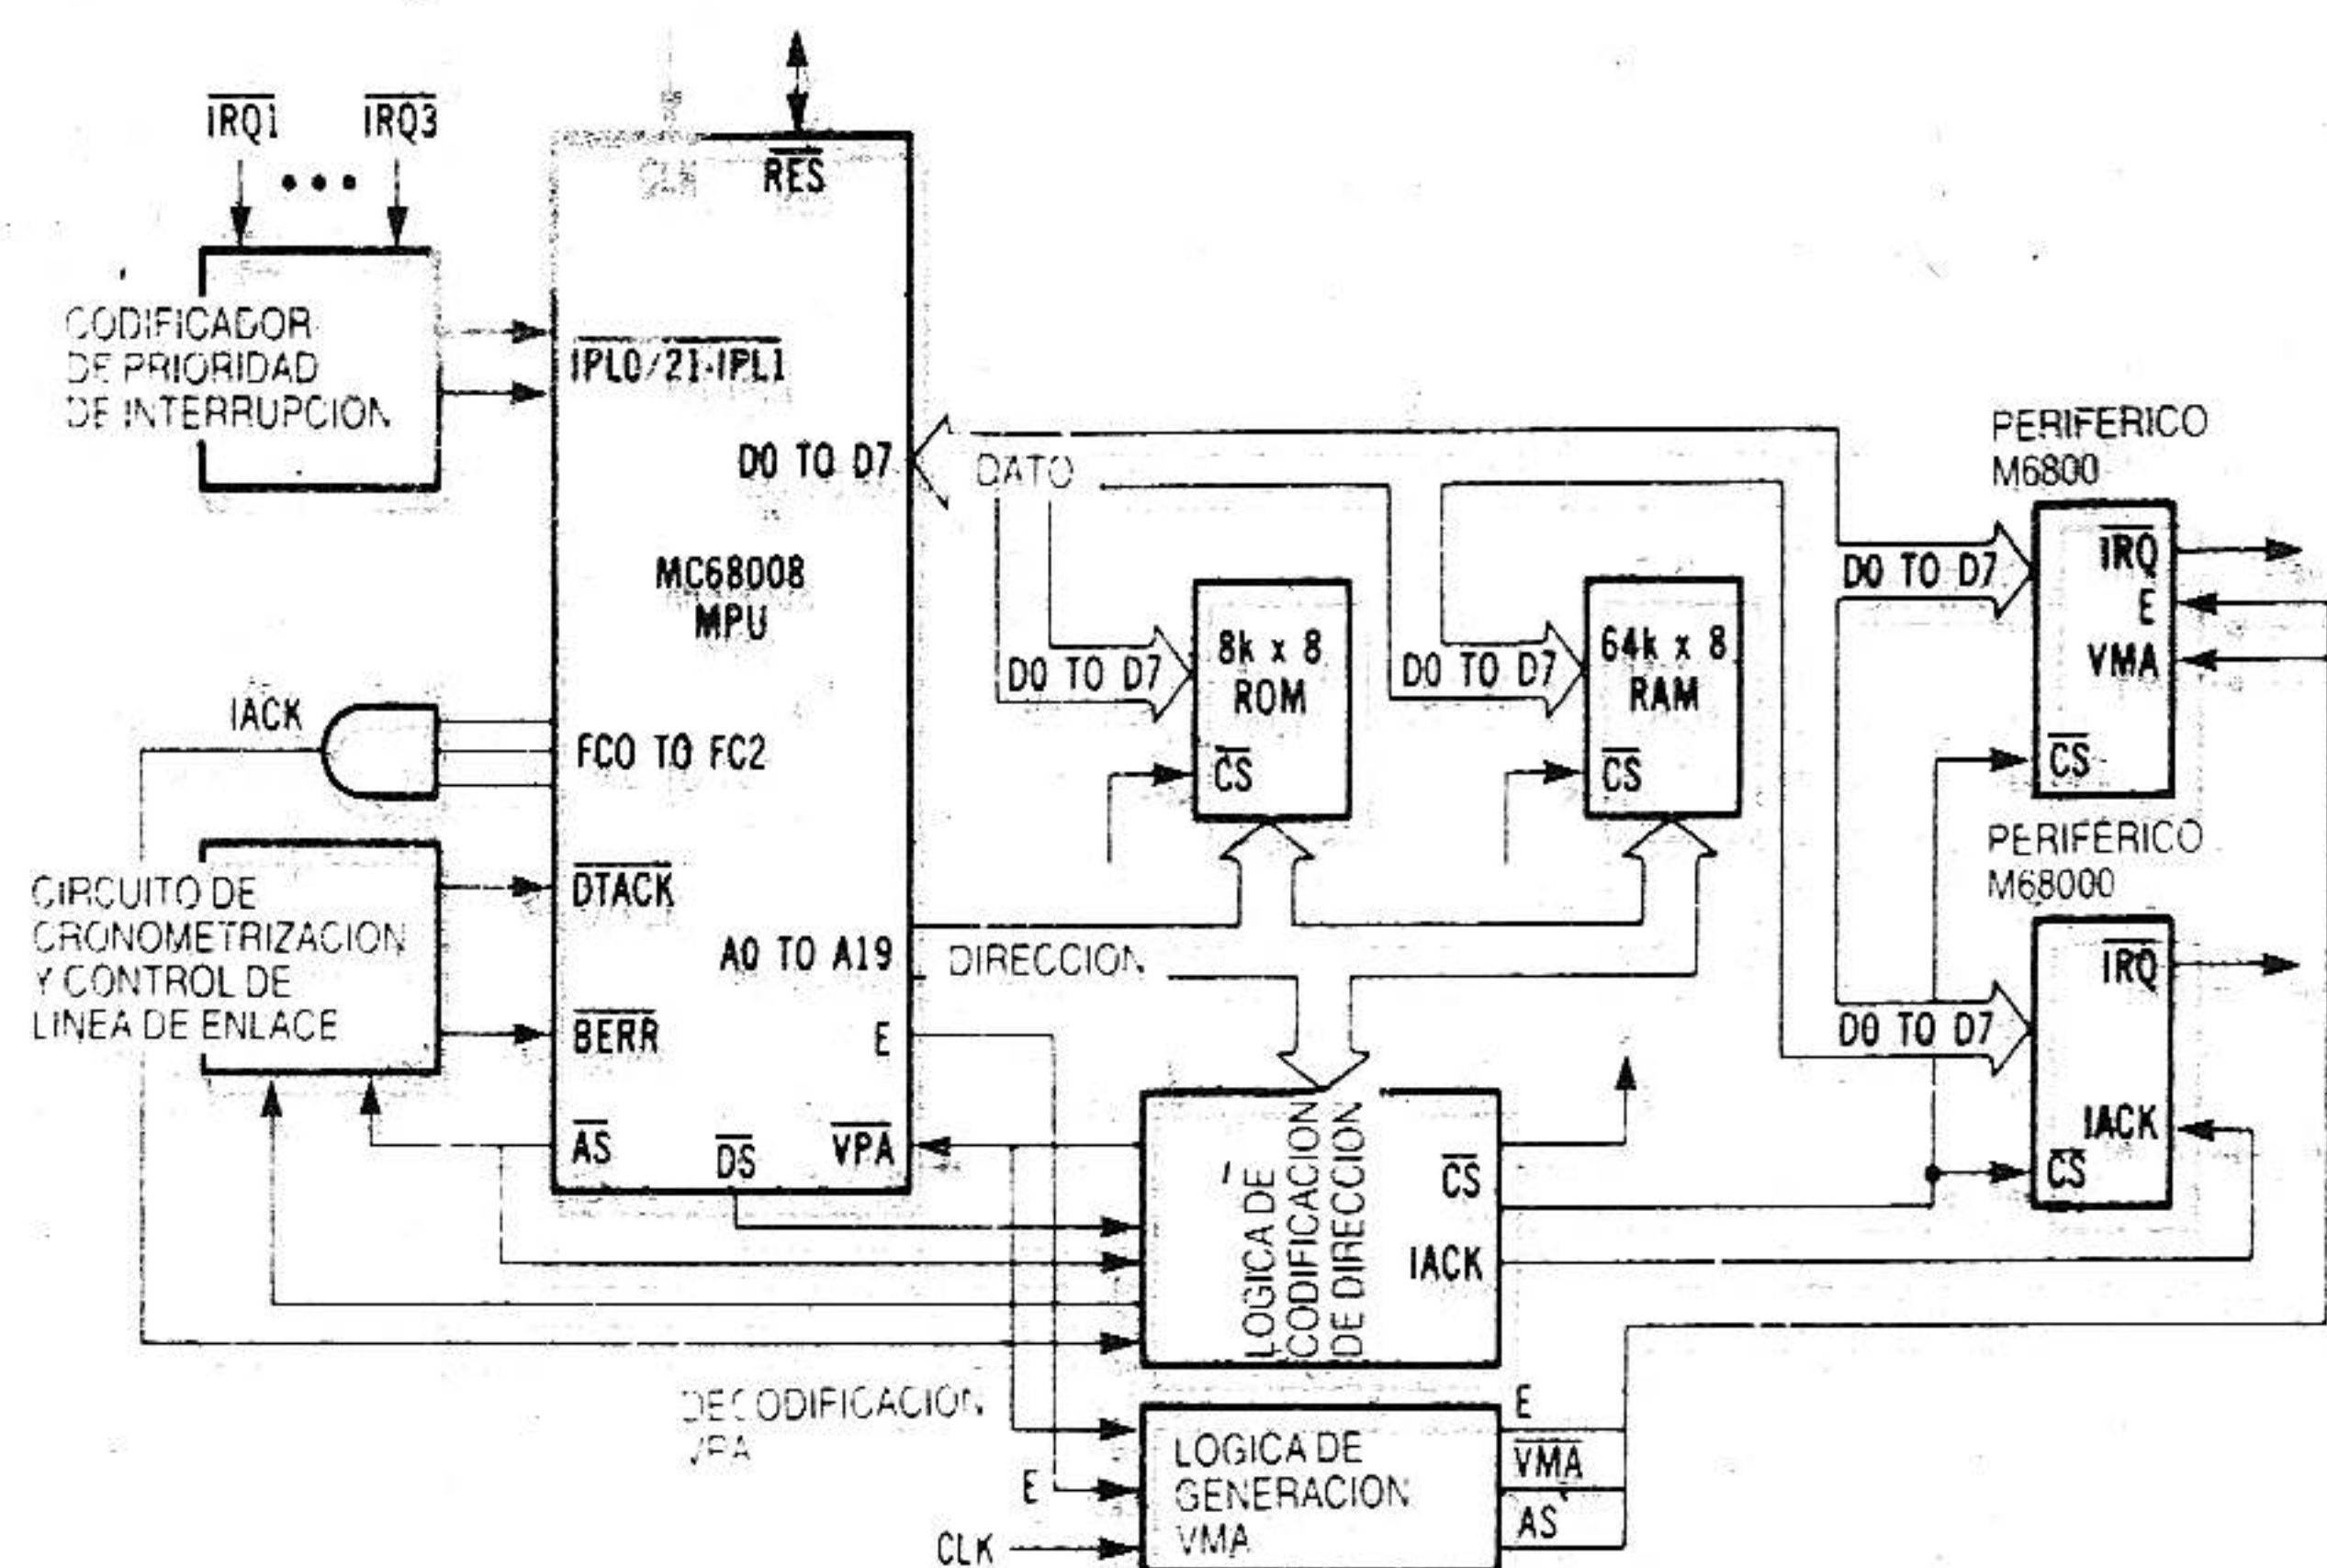 IRQ1 IRQ3
CLK
RES
CODIFICADOR
DE PRIORIDAD
DE INTERRUPCION
IPL0/21-IPL1
D0 TO D7
DATO
MC68008
MPU
PERIFERICO
M6800
IRQ
E
VMA
CS
D0 TO D7
D0 TO D7
8k x 8
ROM
CS
D0 TO D7
64k x 8
RAM
CS
IACK
FC0 TO FC2
CIRCUITO DE
CRONOMETRIZACION
Y CONTROL DE
LINEA DE ENLACE
DTACK
A0 TO A19
DIRECCION
BERR
E
AS
DS
VPA
PERIFERICO
M68000
IRQ
D0 TO D7
IACK
CS
LOGICA DE
CODIFICACION
DE DIRECCION
CS
IACK
DECODIFICACION
VPA
E
CLK
LOGICA DE
GENERACION
VMA
E
VMA
AS